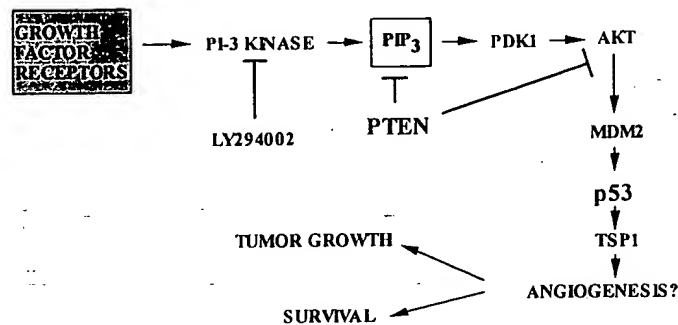 GROWTH
FACTOR
RECEPTORS
PI-3 KINASE
PIP3
PDK1
AKT
LY294002
PTEN
MDM2
p53
TSP1
TUMOR GROWTH
ANGIOGENESIS?
SURVIVAL